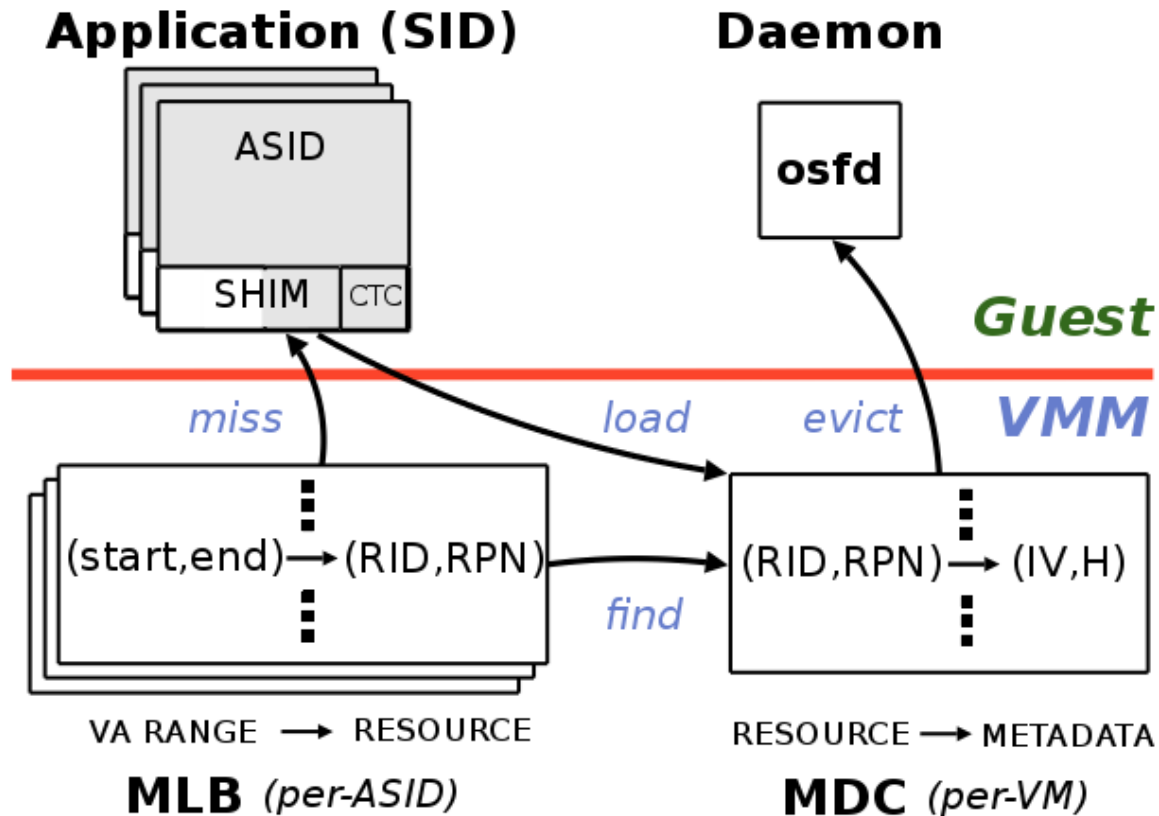 Application (SID)
Daemon
ASID
osfd
SHIM
CTC
Guest
miss
load
evict
VMM
(start,end)
(RID,RPN)
find
(RID,RPN)
(IV,H)
VA RANGE
RESOURCE
RESOURCE
METADATA
MLB (per-ASID)
MDC (per-VM)